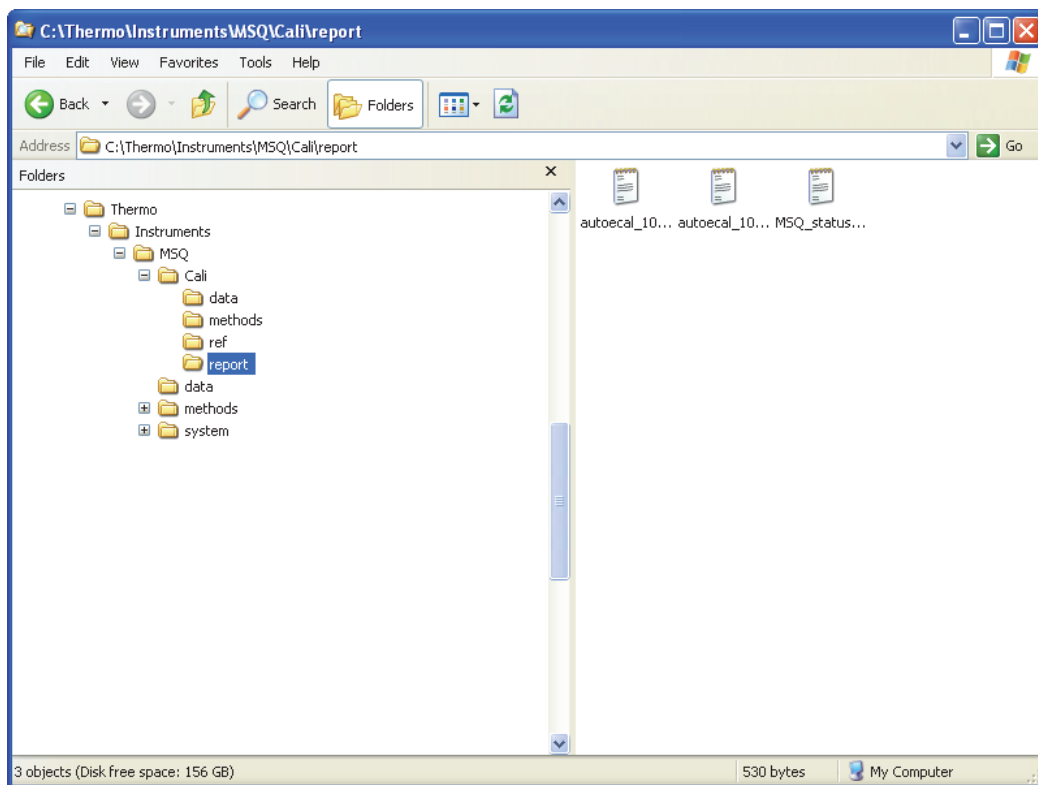 C:\Thermo\Instruments\MSQ\Cali\report
File Edit View Favorites Tools Help
Back Search Folders
Address C:\Thermo\Instruments\MSQ\Cali\report Go
Folders
Thermo
Instruments
MSQ
Cali
data
methods
ref
report
data
methods
system
autoecal_10... autoecal_10... MSQ_status...
3 objects (Disk free space: 156 GB) 530 bytes My Computer